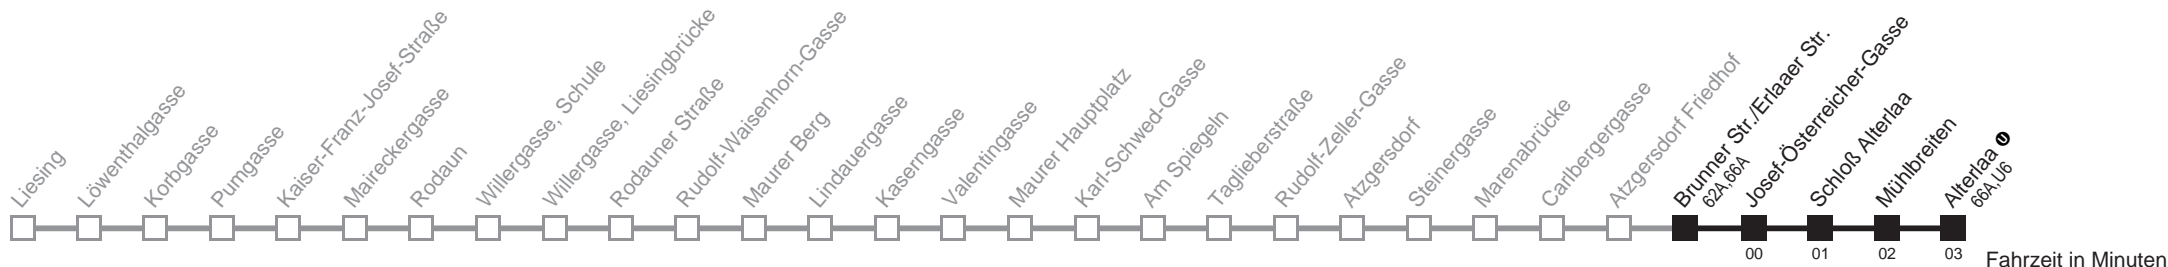 Liesing
Löwenthalgasse
Korbgasse
Pumgasse
Kaiser-Franz-Josef-Straße
Maireckergasse
Rodaun
Willergasse, Schule
Willergasse, Liesingbrücke
Rodauner Straße
Rudolf-Waisenhorn-Gasse
Maurer Berg
Lindauergasse
Kaserngasse
Valentingasse
Maurer Hauptplatz
Karl-Schwed-Gasse
Am Spiegeln
Taglieberstraße
Rudolf-Zeller-Gasse
Atzgersdorf
Steinergasse
Marenabrücke
Carlbergergasse
Atzgersdorf Friedhof
Brunner Str./Erlaaer Str.
62A,66A
Josef-Österreicher-Gasse
Schloß Alterlaa
Mühlbreiten
Alterlaa U
66A,U6
00 01 02 03
Fahrzeit in Minuten